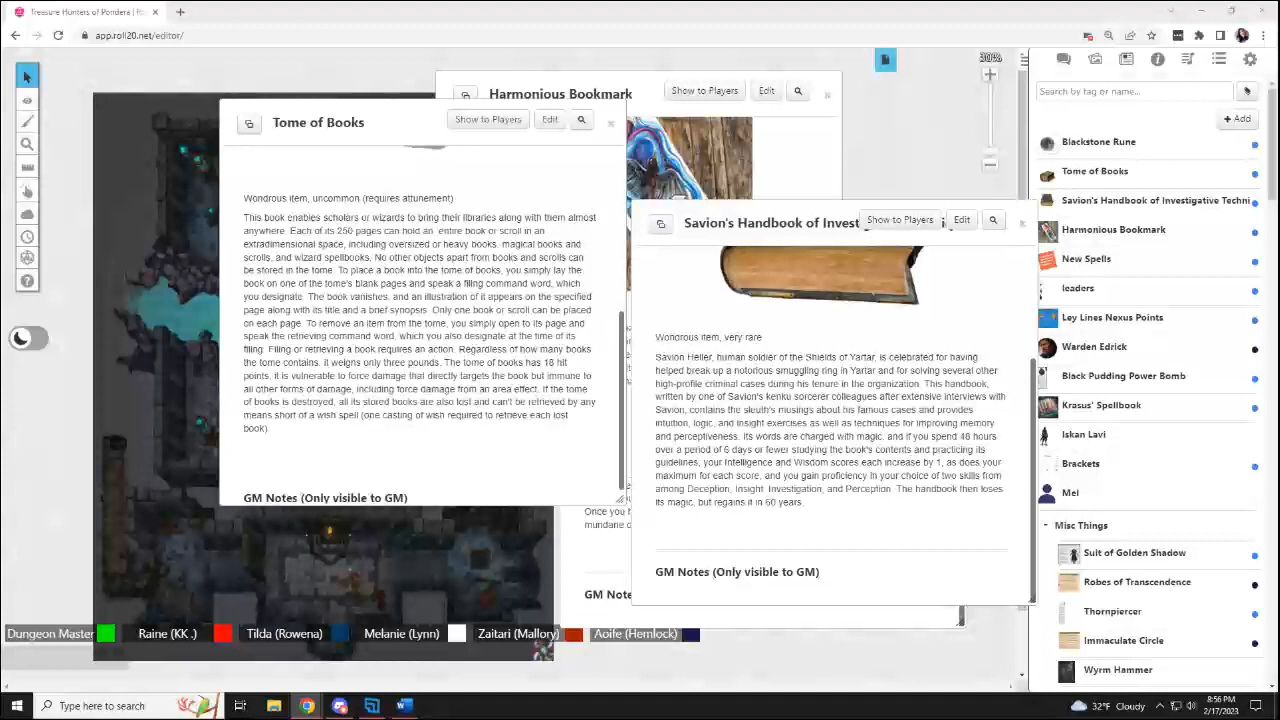 Treasure Hunters of Pondera |
app.roll20.net/editor/
30%
Harmonious Bookmark
Show to Players
Edit
Tome of Books
Show to Players
Edit
Wondrous item, uncommon (requires attunement)
This book enables scholars or wizards to bring their libraries along with them almost
anywhere. Each of its 250 pages can hold an entire book or scroll in an
extradimensional space, including oversized or heavy books, magical books and
scrolls, and wizard spellbooks. No other objects apart from books and scrolls can
be stored in the tome. To place a book into the tome of books, you simply lay the
book on one of the tome's blank pages and speak a filing command word, which
you designate. The book vanishes, and an illustration of it appears on the specified
page along with its title and a brief synopsis. Only one book or scroll can be placed
on each page. To remove an item from the tome, you simply open to its page and
speak the retrieving command word, which you also designate at the time of its
filing. Filing or retrieving a book requires an action. Regardless of how many books
the tome contains, it weighs only three pounds. The tome of books has 18 hit
points, it is vulnerable to force damage that directly targets the book but immune to
all other forms of damage, including force damage from an area effect. If the tome
of books is destroyed, all its stored books are also lost and can't be retrieved by any
means short of a wish spell (one casting of wish required to retrieve each lost
book).
GM Notes (Only visible to GM)
Savion's Handbook of Invest
Show to Players
Edit
Wondrous item, very rare
Savion Heller, human soldier of the Shields of Yartar, is celebrated for having
helped break up a notorious smuggling ring in Yartar and for solving several other
high-profile criminal cases during his tenure in the organization. This handbook,
written by one of Savion's kenku sorcerer colleagues after extensive interviews with
Savion, contains the sleuth's musings about his famous cases and provides
intuition, logic, and insight exercises as well as techniques for improving memory
and perceptiveness. Its words are charged with magic, and if you spend 48 hours
over a period of 6 days or fewer studying the book's contents and practicing its
guidelines, your Intelligence and Wisdom scores each increase by 1, as does your
maximum for each score, and you gain proficiency in your choice of two skills from
among Deception, Insight, Investigation, and Perception. The handbook then loses
its magic, but regains it in 60 years.
GM Notes (Only visible to GM)
Once you h
mundane o
GM Note
Search by tag or name...
+ Add
Blackstone Rune
Tome of Books
Savion's Handbook of Investigative Techni
Harmonious Bookmark
New Spells
leaders
Ley Lines Nexus Points
Warden Edrick
Black Pudding Power Bomb
Krasus' Spellbook
Iskan Lavi
Brackets
Mei
Misc Things
Suit of Golden Shadow
Robes of Transcendence
Thornpiercer
Immaculate Circle
Wyrm Hammer
Dungeon Master
Raine (KK .)
Tilda (Rowena)
Melanie (Lynn)
Zaitari (Mallory)
Aoife (Hemlock)
Type here to search
32°F Cloudy
8:56 PM
2/17/2023